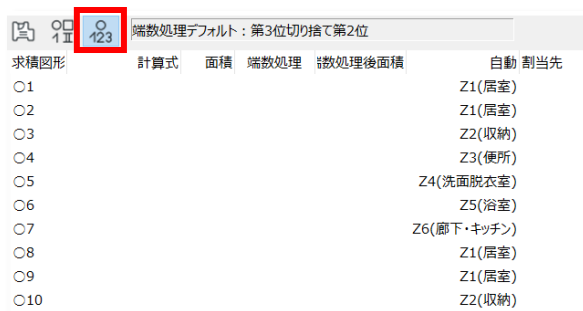 1 II 123 端数処理デフォルト:第3位切り捨て第2位
求積図形 計算式 面積 端数処理 端数処理後面積 自動 割当先
○1 Z1(居室)
○2 Z1(居室)
○3 Z2(収納)
○4 Z3(便所)
○5 Z4(洗面脱衣室)
○6 Z5(浴室)
○7 Z6(廊下・キッチン)
○8 Z1(居室)
○9 Z1(居室)
○10 Z2(収納)